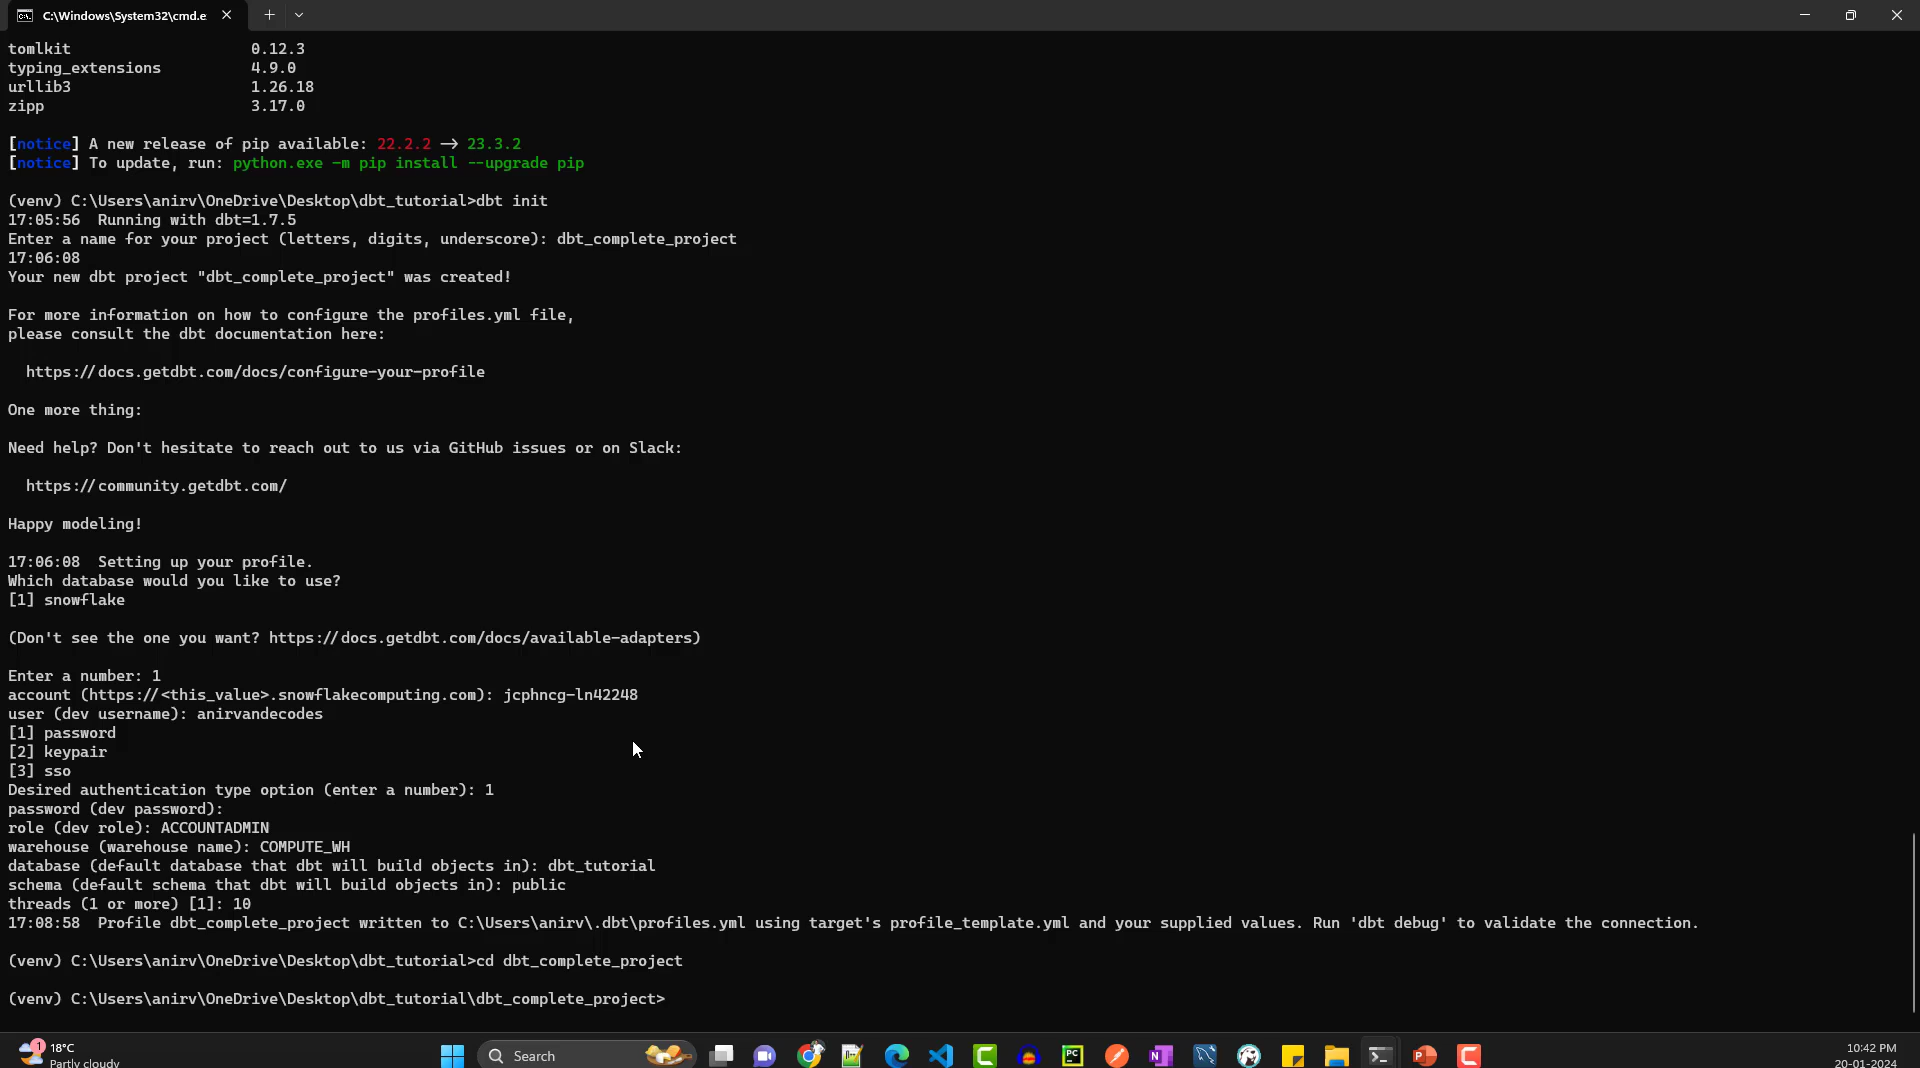 C:\Windows\System32\cmd.e
tomlkit 0.12.3
typing_extensions 4.9.0
urllib3 1.26.18
zipp 3.17.0
[notice] A new release of pip available: 22.2.2 -> 23.3.2
[notice] To update, run: python.exe -m pip install --upgrade pip
(venv) C:\Users\anirv\OneDrive\Desktop\dbt_tutorial>dbt init
17:05:56  Running with dbt=1.7.5
Enter a name for your project (letters, digits, underscore): dbt_complete_project
17:06:08
Your new dbt project "dbt_complete_project" was created!
For more information on how to configure the profiles.yml file,
please consult the dbt documentation here:
https://docs.getdbt.com/docs/configure-your-profile
One more thing:
Need help? Don't hesitate to reach out to us via GitHub issues or on Slack:
https://community.getdbt.com/
Happy modeling!
17:06:08  Setting up your profile.
Which database would you like to use?
[1] snowflake
(Don't see the one you want? https://docs.getdbt.com/docs/available-adapters)
Enter a number: 1
account (https://<this_value>.snowflakecomputing.com): jcphncg-ln42248
user (dev username): anirvandecodes
[1] password
[2] keypair
[3] sso
Desired authentication type option (enter a number): 1
password (dev password):
role (dev role): ACCOUNTADMIN
warehouse (warehouse name): COMPUTE_WH
database (default database that dbt will build objects in): dbt_tutorial
schema (default schema that dbt will build objects in): public
threads (1 or more) [1]: 10
17:08:58  Profile dbt_complete_project written to C:\Users\anirv\.dbt\profiles.yml using target's profile_template.yml and your supplied values. Run 'dbt debug' to validate the connection.
(venv) C:\Users\anirv\OneDrive\Desktop\dbt_tutorial>cd dbt_complete_project
(venv) C:\Users\anirv\OneDrive\Desktop\dbt_tutorial\dbt_complete_project>
1
18°C
Partly cloudy
Search
PC
N
P
10:42 PM
20-01-2024